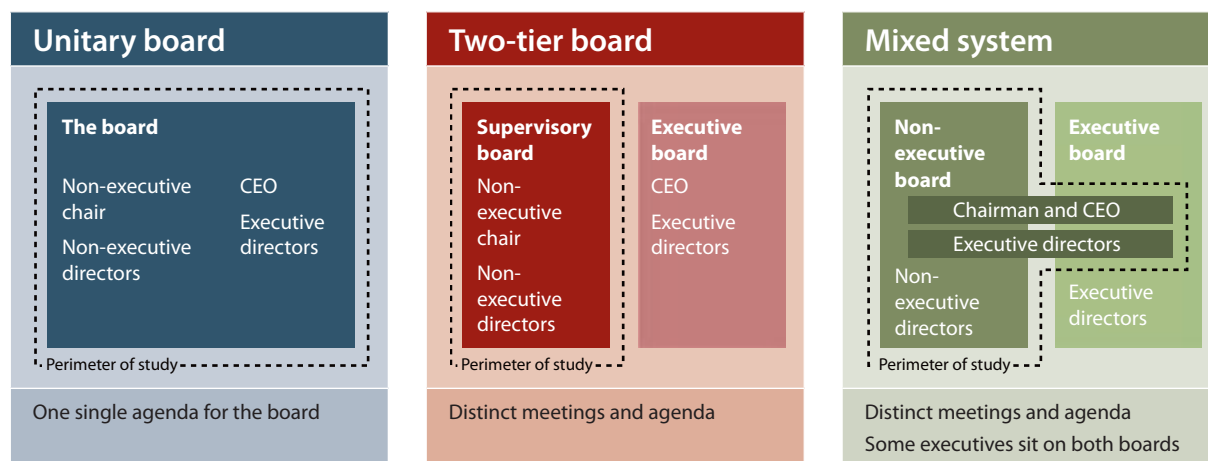 Unitary board
The board
Non-executive
chair
Non-executive
directors
CEO
Executive
directors
Perimeter of study
One single agenda for the board
Two-tier board
Supervisory
board
Non-
executive
chair
Non-
executive
directors
Executive
board
CEO
Executive
directors
Perimeter of study
Distinct meetings and agenda
Mixed system
Non-
executive
board
Executive
board
Chairman and CEO
Executive directors
Non-
executive
directors
Executive
directors
Perimeter of study
Distinct meetings and agenda
Some executives sit on both boards